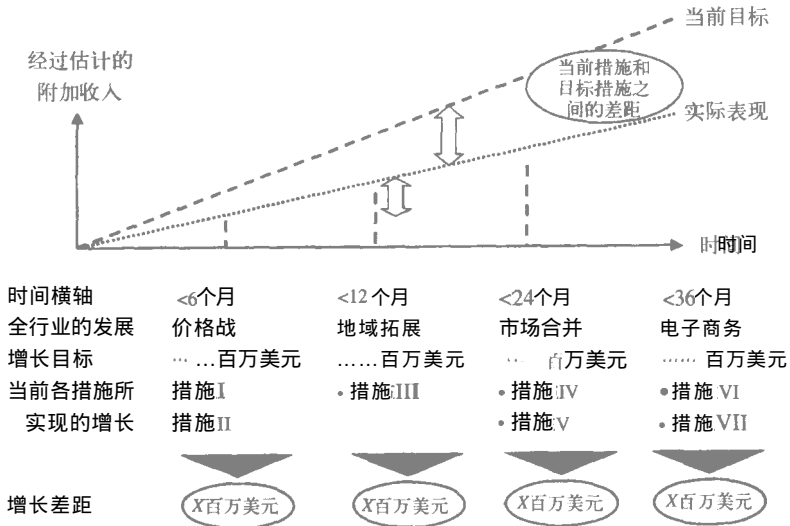 当前目标
经过估计的
附加收入
当前措施和
目标措施之
间的差距
实际表现
时间
时间横轴 <6个月 <12个月 <24个月 <36个月
全行业的发展 价格战 地域拓展 市场合并 电子商务
增长目标 … …百万美元 ……百万美元 … 百万美元 …… 百万美元
当前各措施所 措施I •措施III •措施IV •措施VI
实现的增长 措施II •措施V •措施VII
增长差距 X百万美元 X百万美元 X百万美元 X百万美元